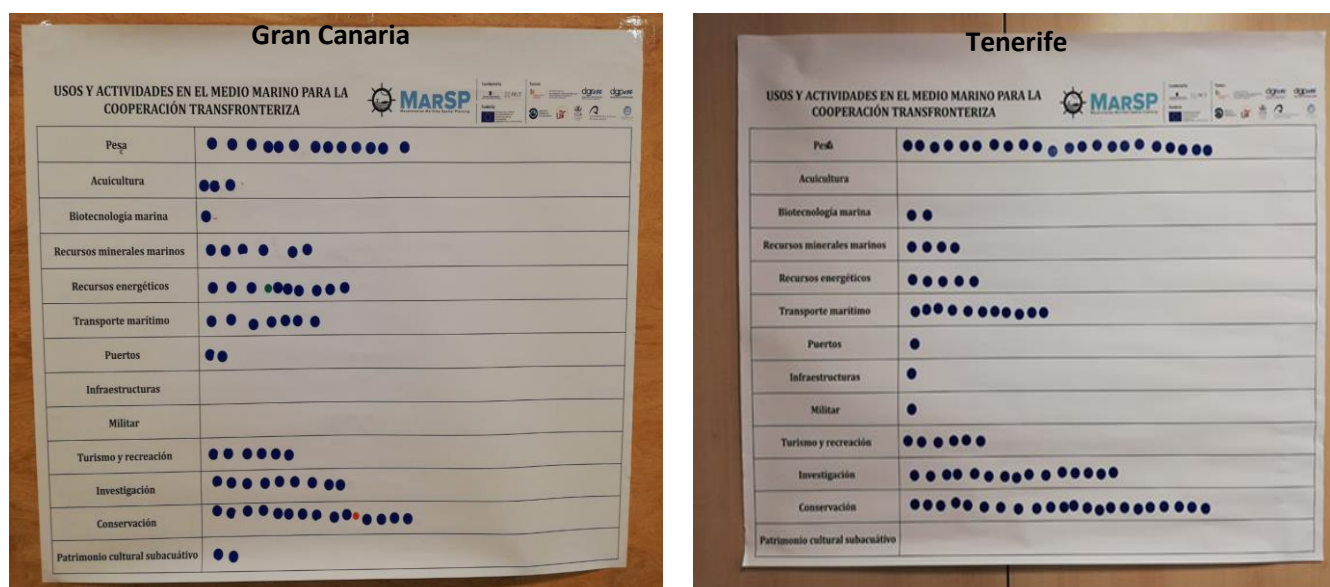 Gran Canaria
USOS Y ACTIVIDADES EN EL MEDIO MARINO PARA LA
COOPERACIÓN TRANSFRONTERIZA
MARSP
Pesca
Acuicultura
Biotecnología marina
Recursos minerales marinos
Recursos energéticos
Transporte marítimo
Puertos
Infraestructuras
Militar
Turismo y recreación
Investigación
Conservación
Patrimonio cultural subacuátivo
Tenerife
USOS Y ACTIVIDADES EN EL MEDIO MARINO PARA LA
COOPERACIÓN TRANSFRONTERIZA
MARSP
Acuicultura
Biotecnología marina
Recursos minerales marinos
Recursos energéticos
Transporte marítimo
Puertos
Infraestructuras
Militar
Turismo y recreación
Investigación
Conservación
Patrimonio cultural subacuátivo